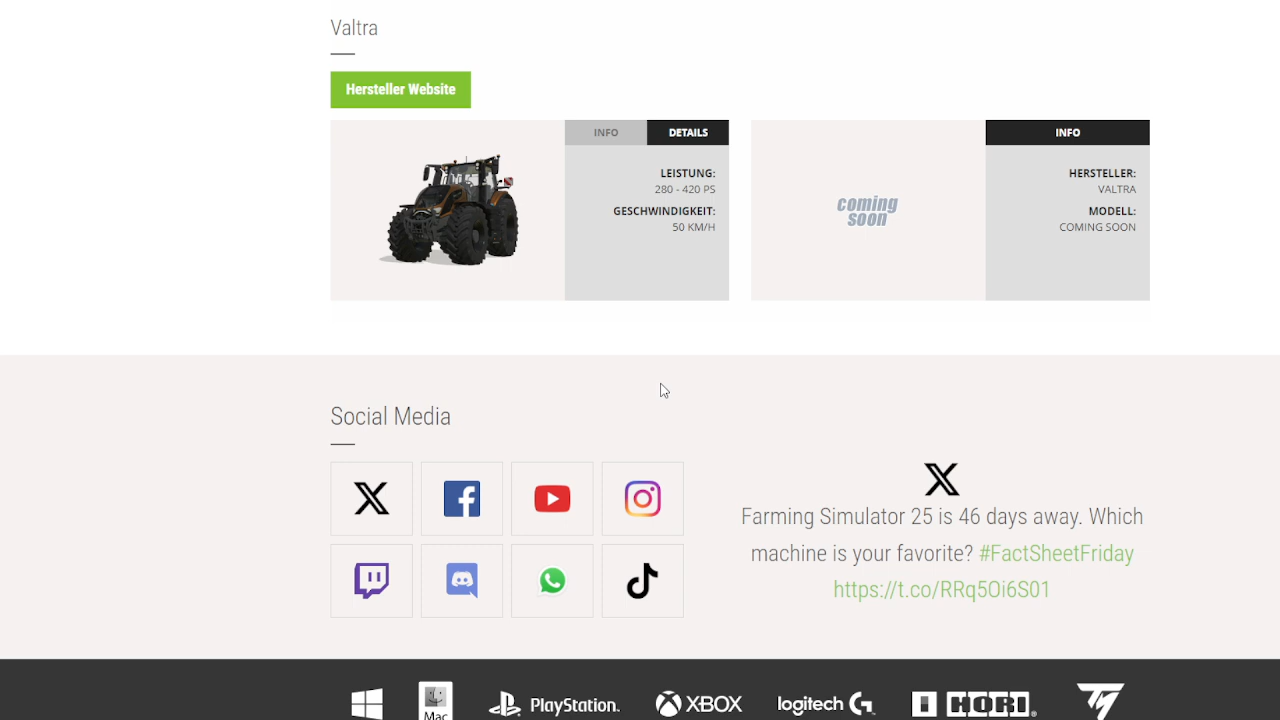 Valtra
Hersteller Website
INFO
DETAILS
LEISTUNG:
280 - 420 PS
GESCHWINDIGKEIT:
50 KM/H
coming
soon
INFO
HERSTELLER:
VALTRA
MODELL:
COMING SOON
Social Media
Farming Simulator 25 is 46 days away. Which
machine is your favorite? #FactSheetFriday
https://t.co/RRq5Oi6S01
Mac
PlayStation.
XBOX
logitech G
HORI